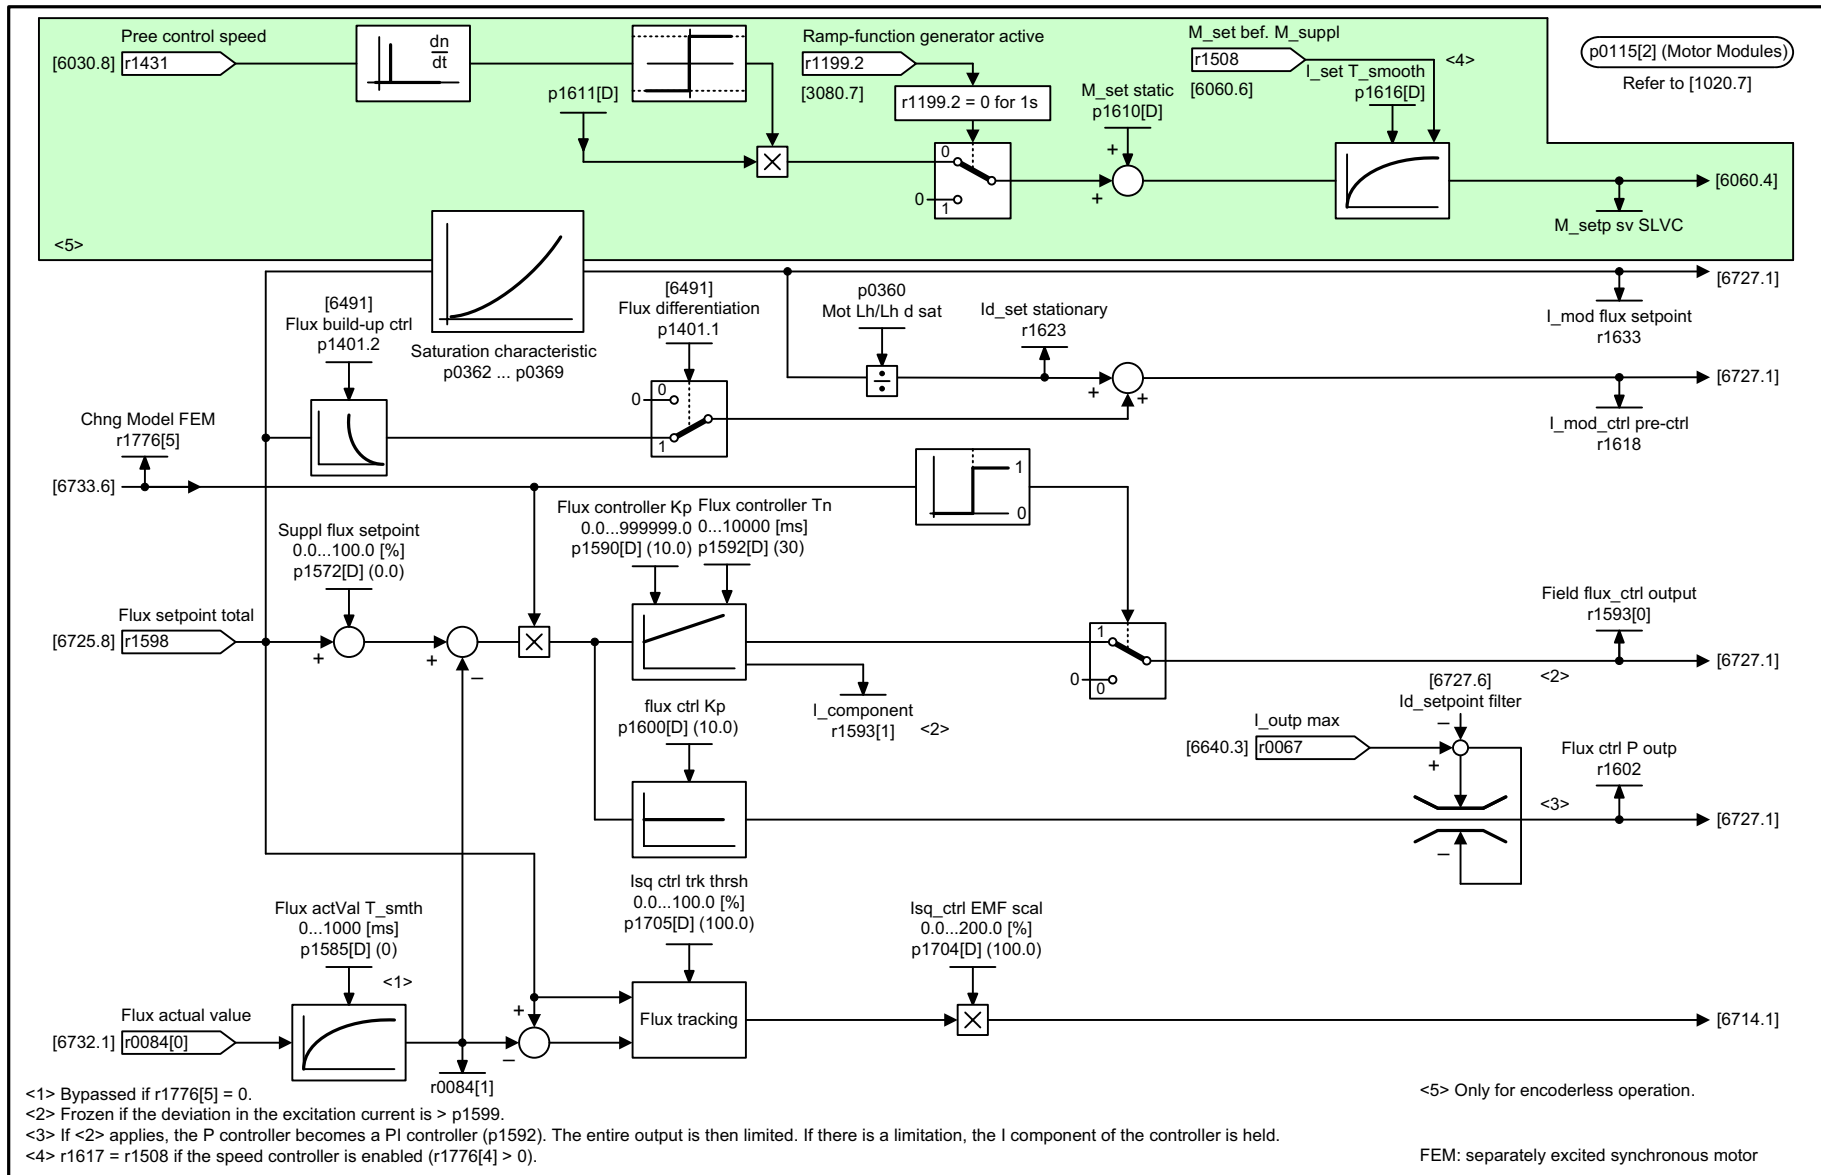 Pree control speed
[6030.8]
r1431
dn
dt
p1611[D]
Ramp-function generator active
r1199.2
[3080.7]
r1199.2 = 0 for 1s
M_set static
p1610[D]
M_set bef. M_suppl
r1508
[6060.6]
<4>
I_set T_smooth
p1616[D]
p0115[2] (Motor Modules)
Refer to [1020.7]
0
0
1
+
+
[6060.4]
M_setp sv SLVC
<5>
[6491]
Flux build-up ctrl
p1401.2
Saturation characteristic
p0362 ... p0369
[6491]
Flux differentiation
p1401.1
0
0
1
p0360
Mot Lh/Lh d sat
Id_set stationary
r1623
+
+
[6727.1]
I_mod flux setpoint
r1633
[6727.1]
I_mod_ctrl pre-ctrl
r1618
Chng Model FEM
r1776[5]
[6733.6]
1
0
Suppl flux setpoint
0.0...100.0 [%]
p1572[D] (0.0)
Flux controller Kp
0.0...999999.0
p1590[D] (10.0)
Flux controller Tn
0...10000 [ms]
p1592[D] (30)
Flux setpoint total
[6725.8]
r1598
+
+
–
1
0
0
Field flux_ctrl output
r1593[0]
<2>
[6727.1]
I_component
r1593[1]
<2>
flux ctrl Kp
p1600[D] (10.0)
[6727.6]
Id_setpoint filter
–
I_outp max
[6640.3]
r0067
+
–
Flux ctrl P outp
r1602
<3>
[6727.1]
Flux actVal T_smth
0...1000 [ms]
p1585[D] (0)
<1>
Isq ctrl trk thrsh
0.0...100.0 [%]
p1705[D] (100.0)
Isq_ctrl EMF scal
0.0...200.0 [%]
p1704[D] (100.0)
Flux actual value
[6732.1]
r0084[0]
r0084[1]
+
–
Flux tracking
[6714.1]
<1> Bypassed if r1776[5] = 0.
<2> Frozen if the deviation in the excitation current is > p1599.
<3> If <2> applies, the P controller becomes a PI controller (p1592). The entire output is then limited. If there is a limitation, the I component of the controller is held.
<4> r1617 = r1508 if the speed controller is enabled (r1776[4] > 0).
<5> Only for encoderless operation.
FEM: separately excited synchronous motor